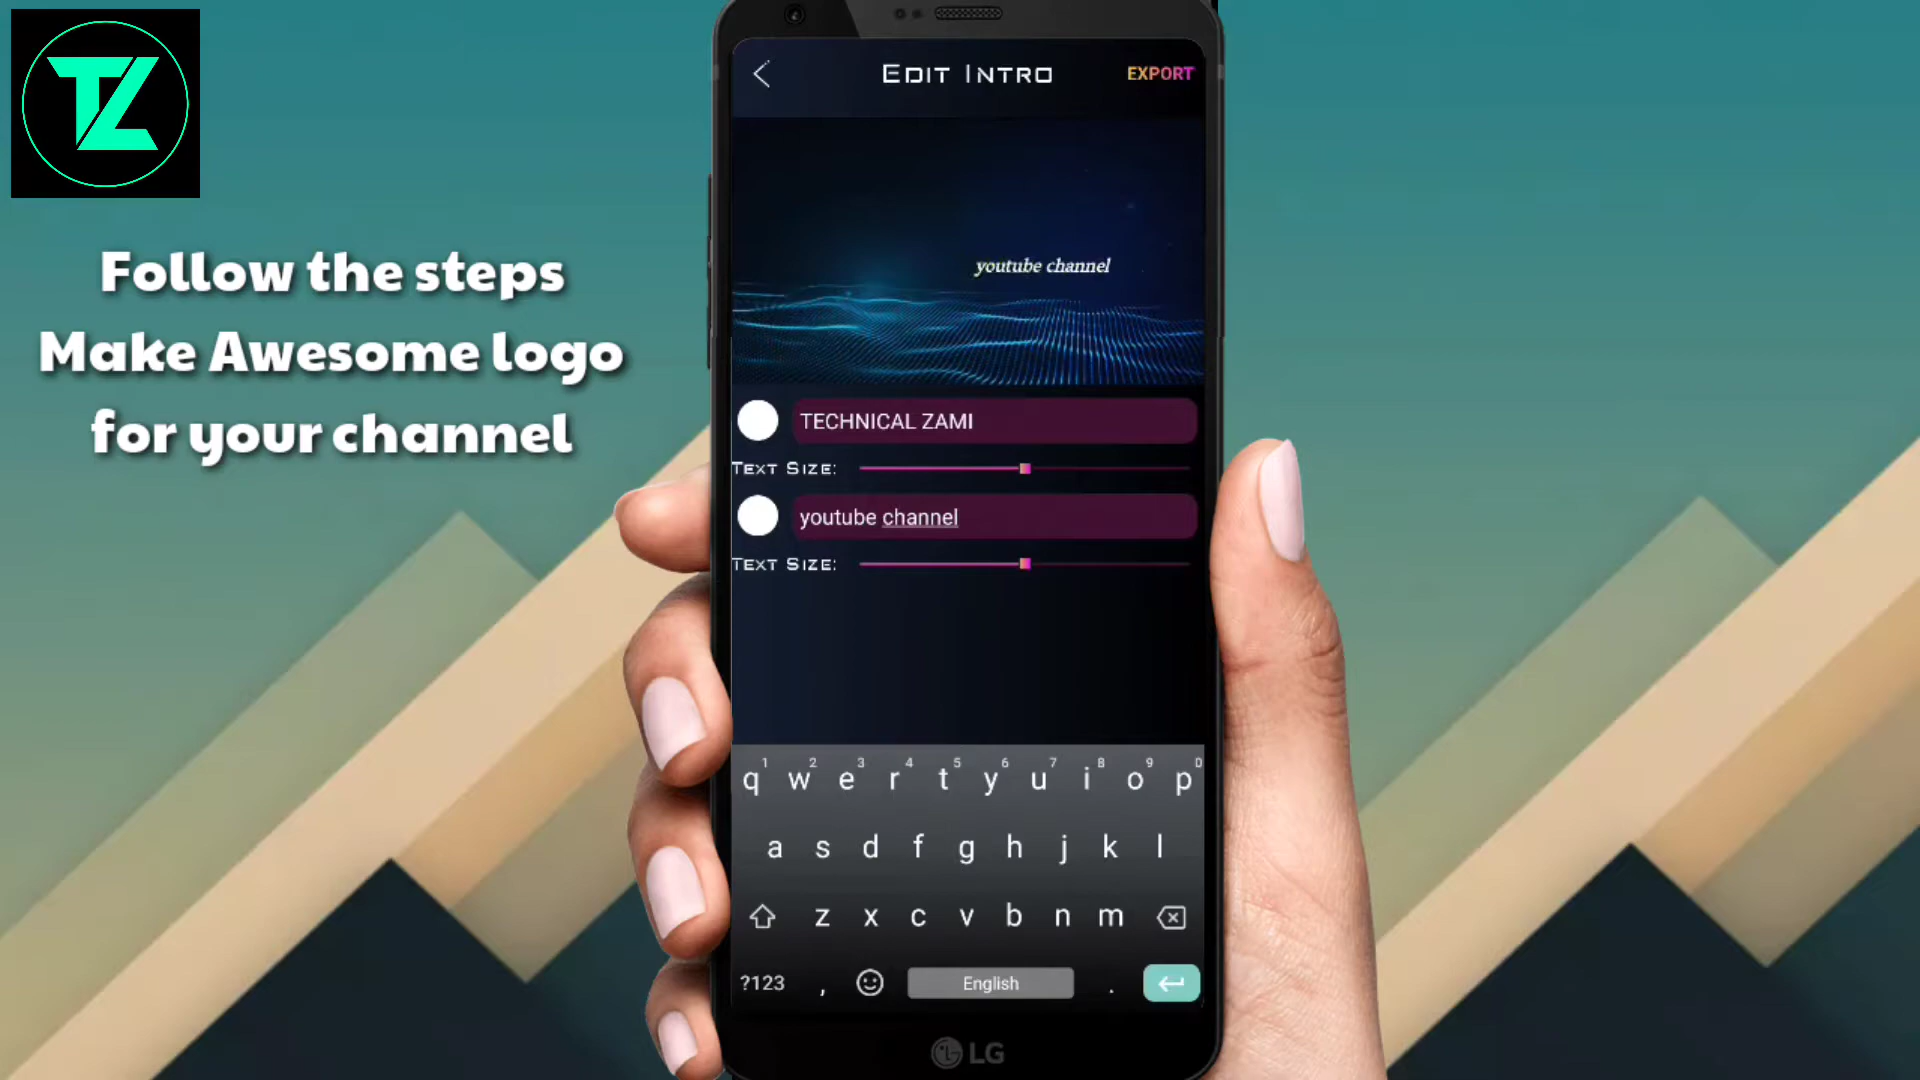 TZ
Follow the steps
Make Awesome logo
for your channel
EDIT INTRO
EXPORT
youtube channel
TECHNICAL ZAMI
TEXT SIZE:
youtube channel
TEXT SIZE:
1 2 3 4 5 6 7 8 9 0
q w e r t y u i o p
a s d f g h j k l
z x c v b n m
?123 , English .
LG